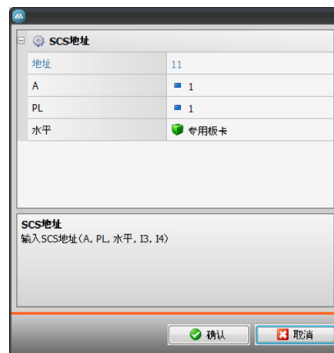 SCS地址
地址 11
A 1
PL 1
水平 专用板卡
SCS地址
输入SCS地址(A, PL, 水平, I3, I4)
确认 取消